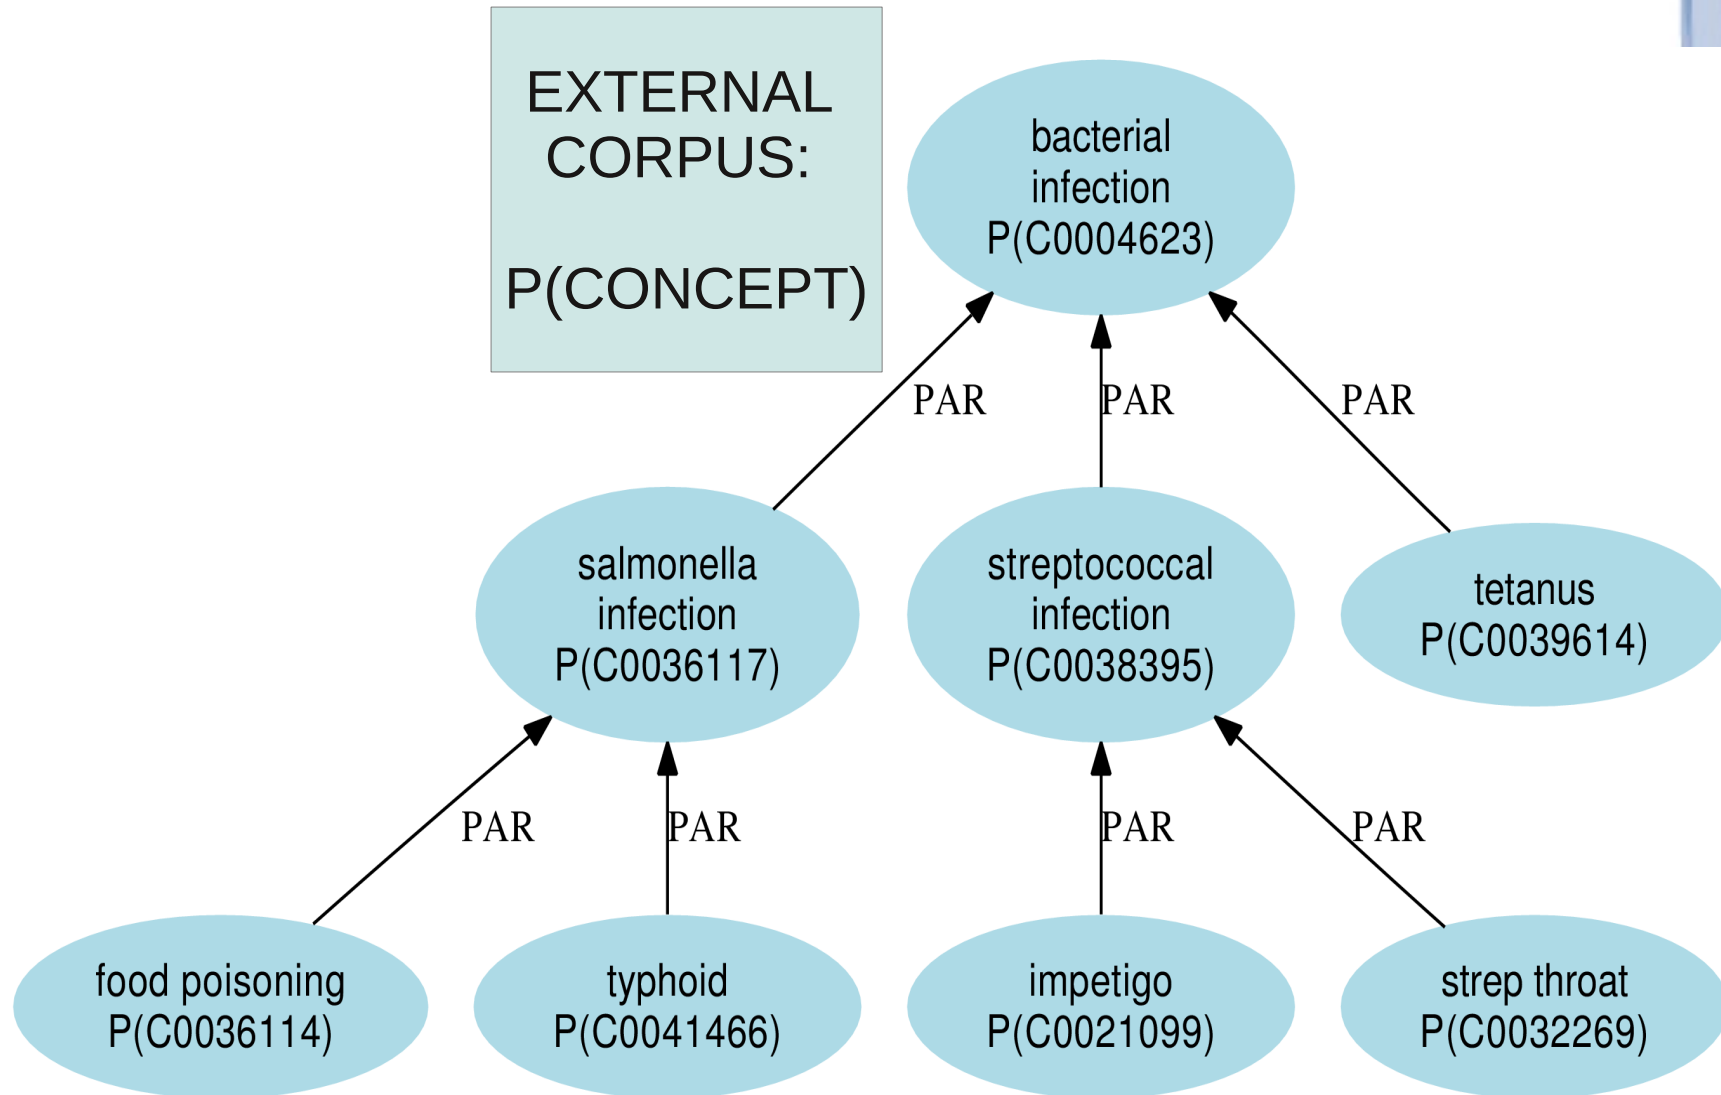 EXTERNAL
CORPUS:
P(CONCEPT)
bacterial
infection
P(C0004623)
PAR
PAR
PAR
salmonella
infection
P(C0036117)
streptococcal
infection
P(C0038395)
tetanus
P(C0039614)
PAR
PAR
PAR
PAR
food poisoning
P(C0036114)
typhoid
P(C0041466)
impetigo
P(C0021099)
strep throat
P(C0032269)